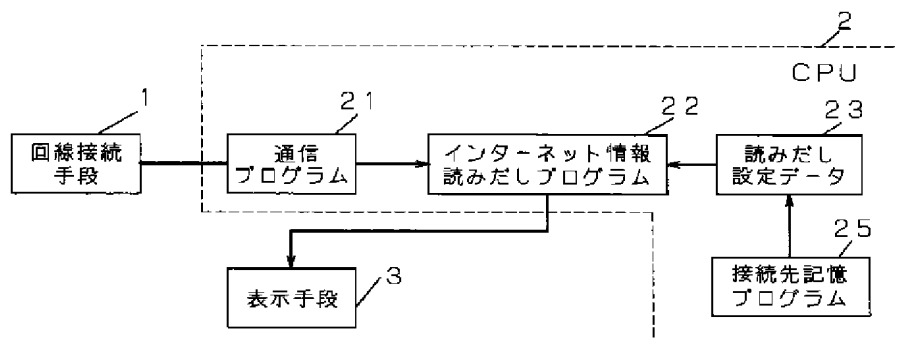 2
CPU
1
21
22
23
回線接続
手段
通信
プログラム
インターネット情報
読みだしプログラム
読みだし
設定データ
25
3
表示手段
接続先記憶
プログラム